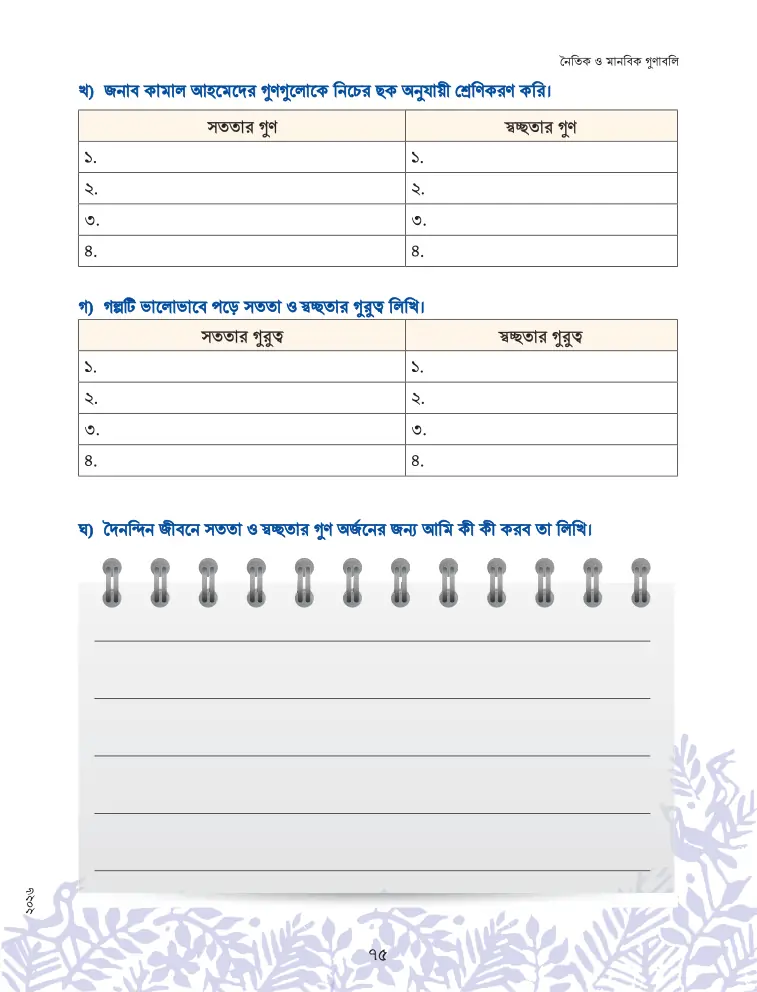 নৈতিক ও মানবিক গুণাবলি
খ) জনাব কামাল আহমেদের গুণগুলোকে নিচের ছক অনুযায়ী শ্রেণিকরণ করি।
সততার গুণ স্বচ্ছতার গুণ
১. ১.
২. ২.
৩. ৩.
৪. ৪.
গ) গল্পটি ভালোভাবে পড়ে সততা ও স্বচ্ছতার গুরুত্ব লিখি।
সততার গুরুত্ব স্বচ্ছতার গুরুত্ব
১. ১.
২. ২.
৩. ৩.
৪. ৪.
ঘ) দৈনন্দিন জীবনে সততা ও স্বচ্ছতার গুণ অর্জনের জন্য আমি কী কী করব তা লিখি।
২০২৬
৭৫